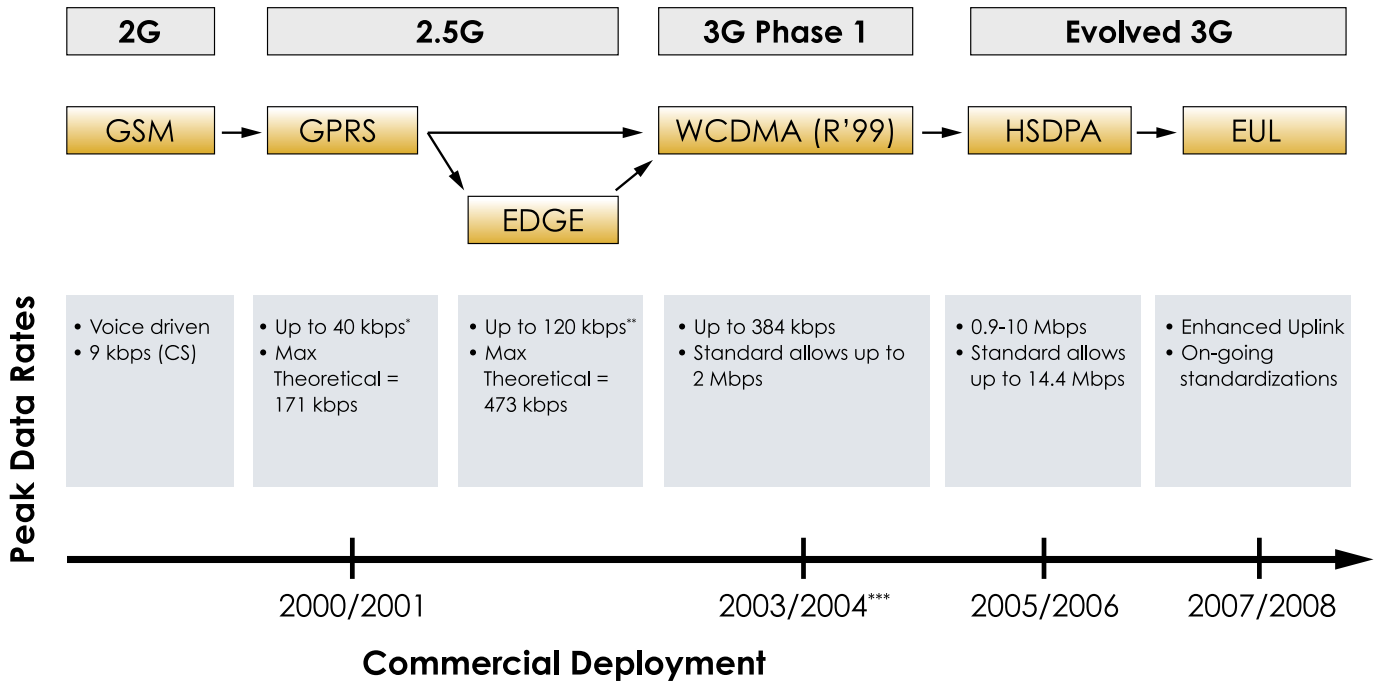 2G
2.5G
3G Phase 1
Evolved 3G
GSM
GPRS
WCDMA (R'99)
HSDPA
EUL
EDGE
Peak Data Rates
• Voice driven
• 9 kbps (CS)
• Up to 40 kbps*
• Max
Theoretical =
171 kbps
• Up to 120 kbps**
• Max
Theoretical =
473 kbps
• Up to 384 kbps
• Standard allows up to
2 Mbps
• 0.9-10 Mbps
• Standard allows
up to 14.4 Mbps
• Enhanced Uplink
• On-going
standardizations
2000/2001
2003/2004***
2005/2006
2007/2008
Commercial Deployment